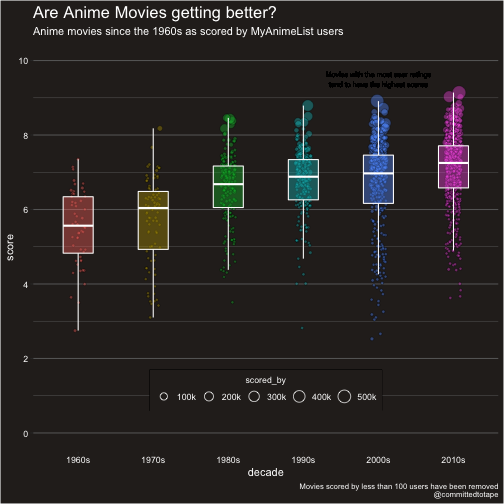 Are Anime Movies getting better?
Anime movies since the 1960s as scored by MyAnimeList users
10
Movies with the most user ratings
tend to have the highest scores
8
6
score
4
2
scored_by
100k 200k 300k 400k 500k
0
1960s 1970s 1980s 1990s 2000s 2010s
decade
Movies scored by less than 100 users have been removed
@committedtotape